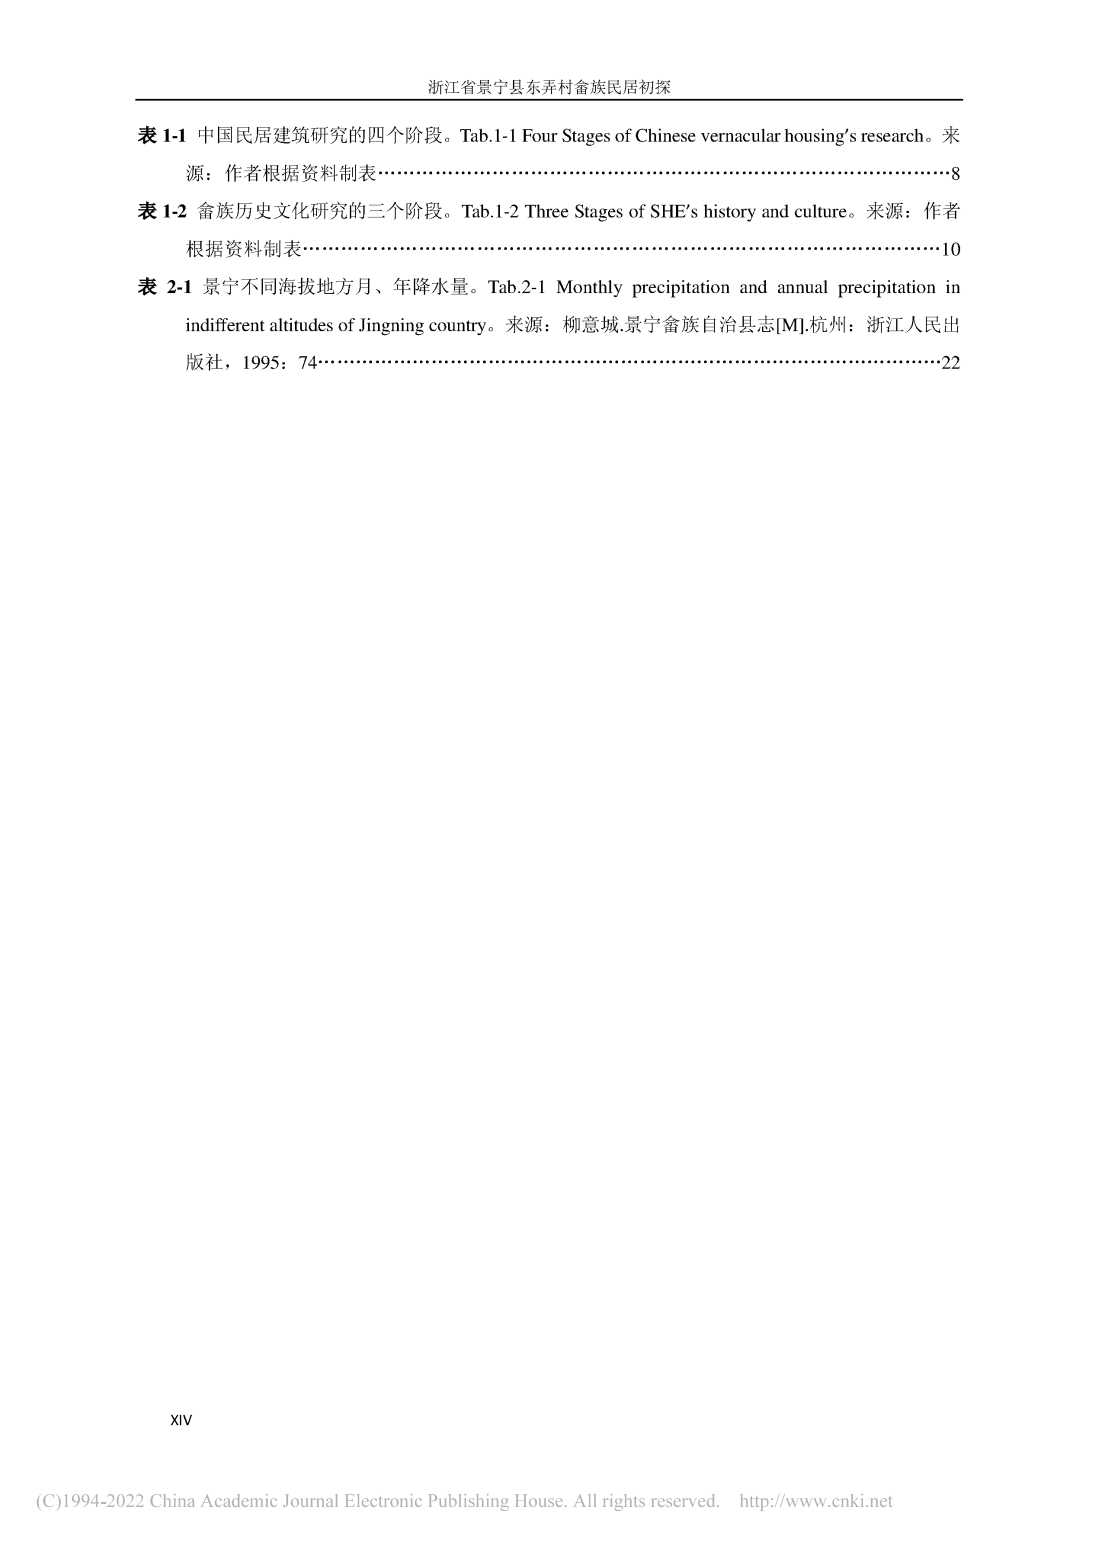 浙江省景宁县东弄村畲族民居初探
表 1-1 中国民居建筑研究的四个阶段。Tab.1-1 Four Stages of Chinese vernacular housing′s research。来
源：作者根据资料制表……………………………………………………………………………8
表 1-2 畲族历史文化研究的三个阶段。Tab.1-2 Three Stages of SHE′s history and culture。来源：作者
根据资料制表……………………………………………………………………………………10
表 2-1 景宁不同海拔地方月、年降水量。Tab.2-1 Monthly precipitation and annual precipitation in
indifferent altitudes of Jingning country。来源：柳意城.景宁畲族自治县志[M].杭州：浙江人民出
版社，1995：74…………………………………………………………………………………22
XIV
(C)1994-2022 China Academic Journal Electronic Publishing House. All rights reserved. http://www.cnki.net